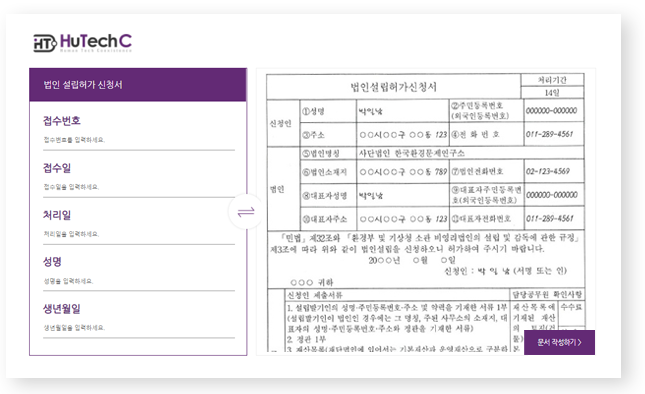 HuTechC
Human Tech Convergence
법인 설립허가 신청서
접수번호
접수번호를 입력하세요.
접수일
접수일을 입력하세요.
처리일
처리일을 입력하세요.
성명
성명을 입력하세요.
생년월일
생년월일을 입력하세요.
법인설립허가신청서
처리기간
14일
신청인
①성명
박익남
②주민등록번호
(외국인등록번호)
000000-000000
③주소
○○시○○구 ○○동 123
④전 화 번 호
011-289-4561
법인
⑤법인명칭
사단법인 한국환경문제연구소
⑥법인소재지
○○시○○구 ○○동 789
⑦법인전화번호
02-123-4569
⑧대표자성명
박익남
⑨대표자주민등록번
호(외국인등록번호)
000000-000000
⑩대표자주소
○○시○○구 ○○동 123
⑪대표자전화번호
011-289-4561
「민법」제32조와 「환경부 및 기상청 소관 비영리법인의 설립 및 감독에 관한 규정」
제3조에 따라 위와 같이 법인설립을 신청하오니 허가하여 주시기 바랍니다.
20○○년 ○월 ○일
신청인 : 박 익 남 (서명 또는 인)
○○○ 귀하
신청인 제출서류
담당공무원 확인사항
1. 설립발기인의 성명·주민등록번호·주소 및 약력을 기재한 서류 1부
(설립발기인이 법인인 경우에는 그 명칭, 주된 사무소의 소재지, 대
표자의 성명·주민등록번호·주소와 정관을 기재한 서류)
2. 정관 1부
3. 재산목록(재단법인에 있어서는 기본재산과 운영재산으로 구분하
재산목록에
기재된 재산
의
수수료
문서 작성하기 >